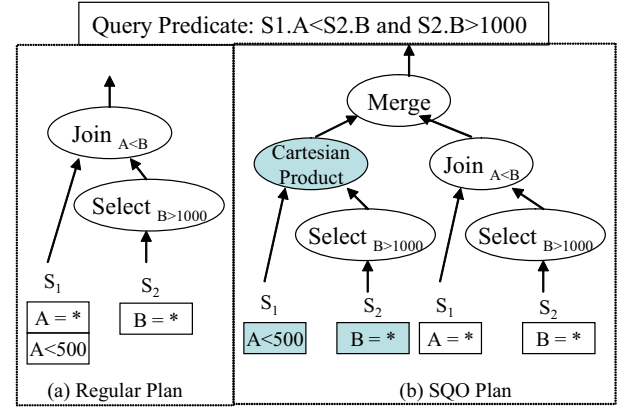 Query Predicate: S1.A<S2.B and S2.B>1000
Join A<B
Select B>1000
S1
S2
A = *
B = *
A<500
(a) Regular Plan
Merge
Cartesian
Product
Join A<B
Select B>1000
Select B>1000
S1
S2
S1
S2
A<500
B = *
A = *
B = *
(b) SQO Plan